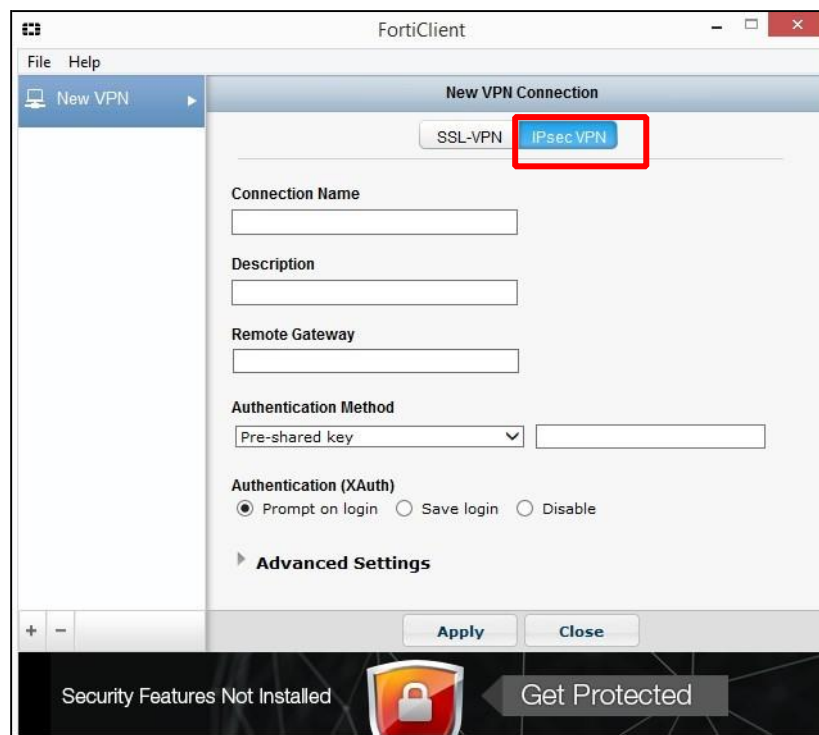 FortiClient
File Help
New VPN
New VPN Connection
SSL-VPN IPsec VPN
Connection Name
Description
Remote Gateway
Authentication Method
Pre-shared key
Authentication (XAuth)
Prompt on login Save login Disable
Advanced Settings
+ − Apply Close
Security Features Not Installed Get Protected